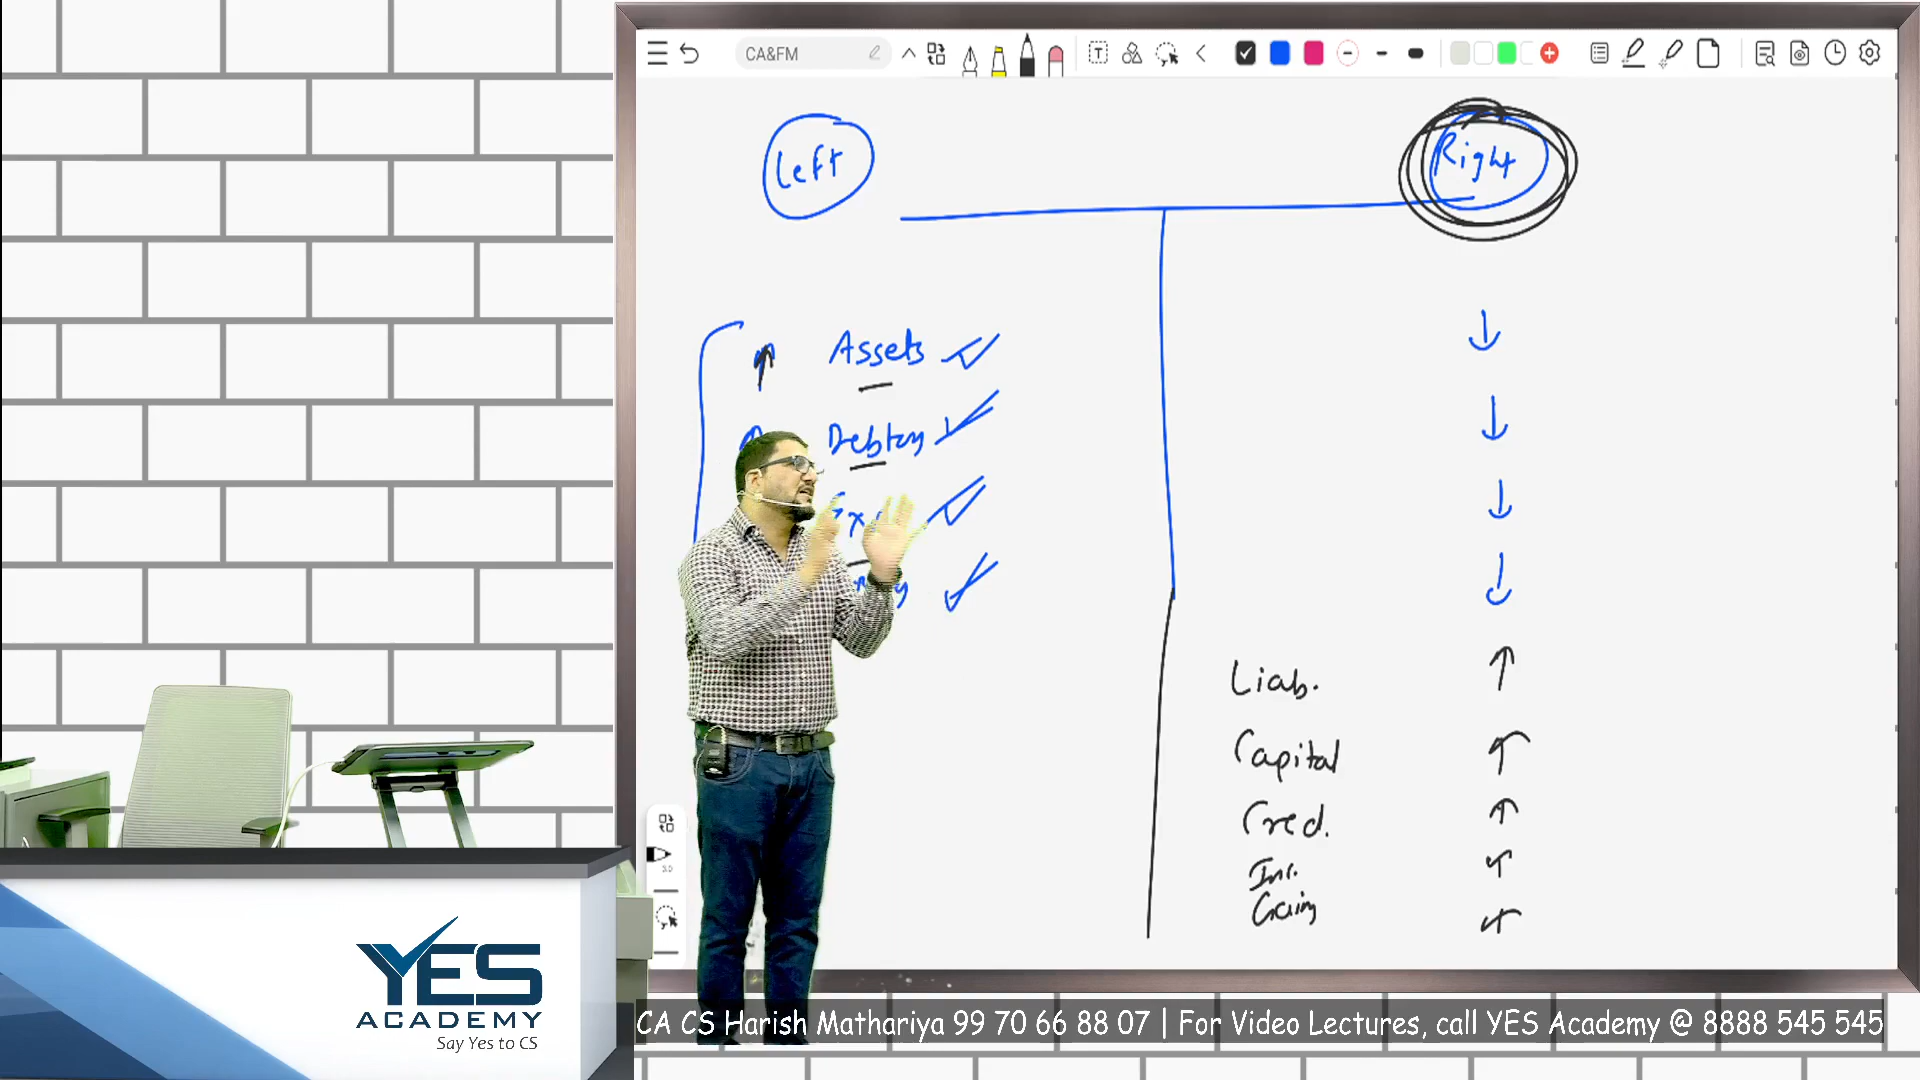 CA&FM
Left
Right
Assets
Debtors
Liab.
Capital
Cred.
Inc.
Gain
YES
ACADEMY
Say Yes to CS
CA CS Harish Mathariya 99 70 66 88 07 | For Video Lectures, call YES Academy @ 8888 545 545